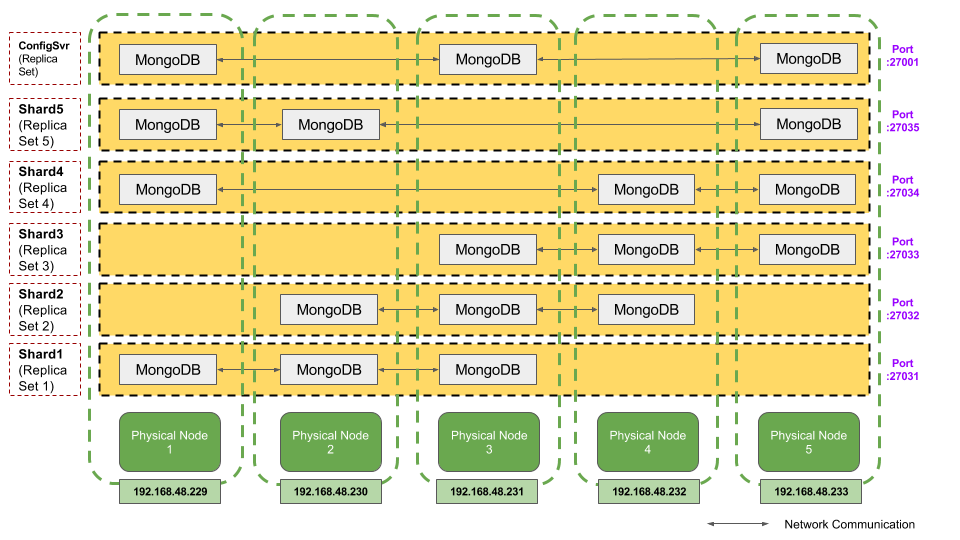 ConfigSvr
(Replica
Set)
MongoDB
MongoDB
MongoDB
Port
:27001
Shard5
(Replica
Set 5)
MongoDB
MongoDB
MongoDB
Port
:27035
Shard4
(Replica
Set 4)
MongoDB
MongoDB
MongoDB
Port
:27034
Shard3
(Replica
Set 3)
MongoDB
MongoDB
MongoDB
Port
:27033
Shard2
(Replica
Set 2)
MongoDB
MongoDB
MongoDB
Port
:27032
Shard1
(Replica
Set 1)
MongoDB
MongoDB
MongoDB
Port
:27031
Physical Node
1
Physical Node
2
Physical Node
3
Physical Node
4
Physical Node
5
192.168.48.229
192.168.48.230
192.168.48.231
192.168.48.232
192.168.48.233
Network Communication